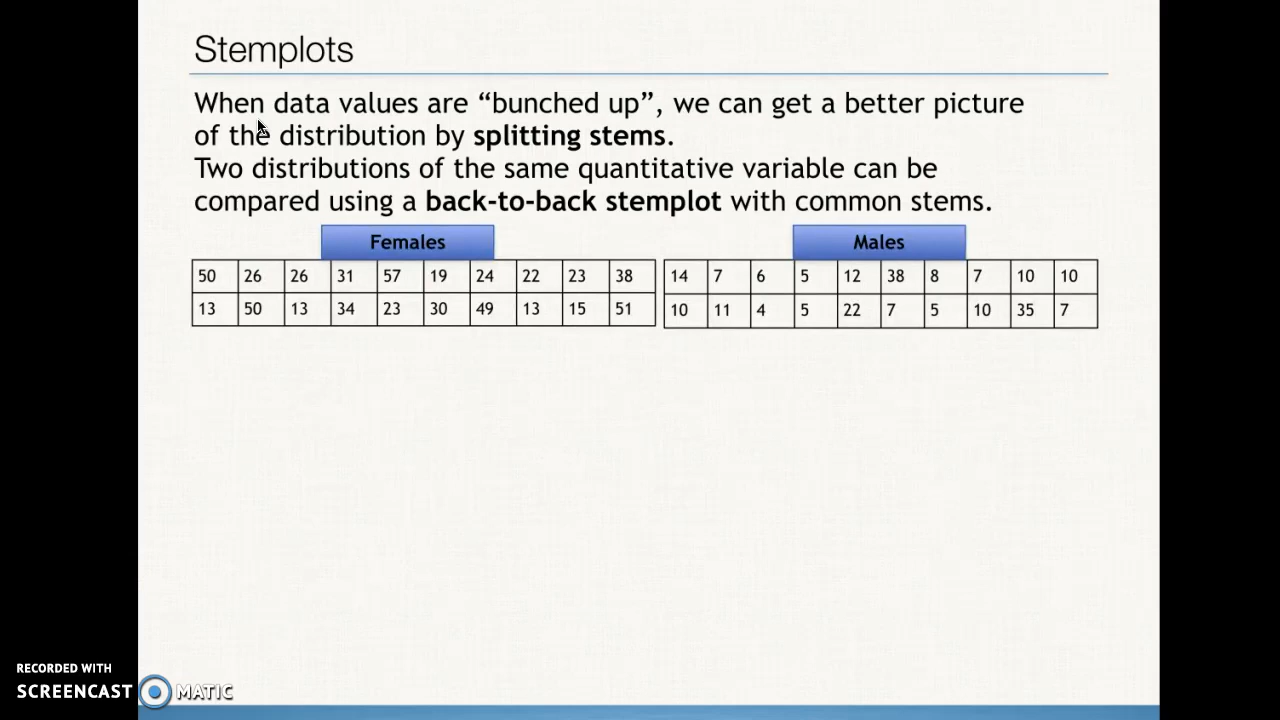 Stemplots
When data values are “bunched up”, we can get a better picture
of the distribution by splitting stems.
Two distributions of the same quantitative variable can be
compared using a back-to-back stemplot with common stems.
Females
50 26 26 31 57 19 24 22 23 38
13 50 13 34 23 30 49 13 15 51
Males
14 7 6 5 12 38 8 7 10 10
10 11 4 5 22 7 5 10 35 7
RECORDED WITH
SCREENCAST MATIC